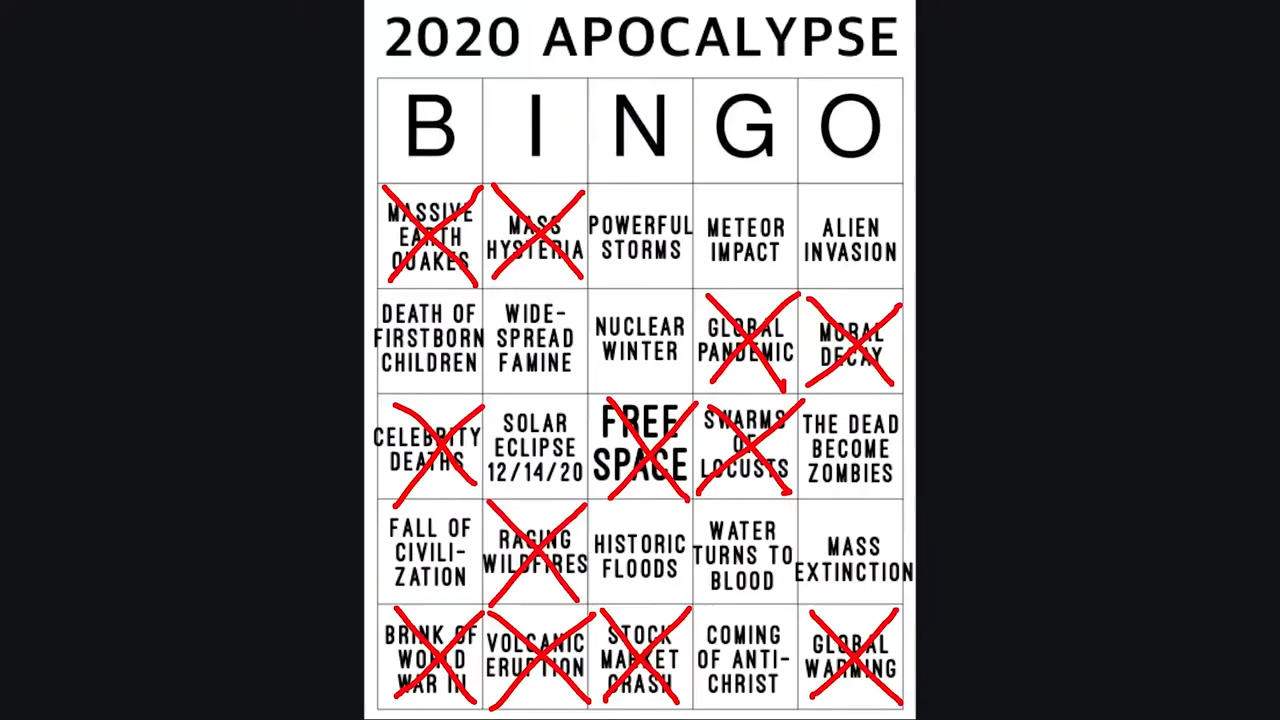 2020 APOCALYPSE
B I N G O
MASSIVE
EARTH
QUAKES
MASS
HYSTERIA
POWERFUL
STORMS
METEOR
IMPACT
ALIEN
INVASION
DEATH OF
FIRSTBORN
CHILDREN
WIDE-
SPREAD
FAMINE
NUCLEAR
WINTER
GLOBAL
PANDEMIC
MORAL
DECAY
CELEBRITY
DEATHS
SOLAR
ECLIPSE
12/14/20
FREE
SPACE
SWARMS
OF
LOCUSTS
THE DEAD
BECOME
ZOMBIES
FALL OF
CIVILI-
ZATION
RAGING
WILDFIRES
HISTORIC
FLOODS
WATER
TURNS TO
BLOOD
MASS
EXTINCTION
BRINK OF
WORLD
WAR III
VOLCANIC
ERUPTION
STOCK
MARKET
CRASH
COMING
OF ANTI-
CHRIST
GLOBAL
WARMING